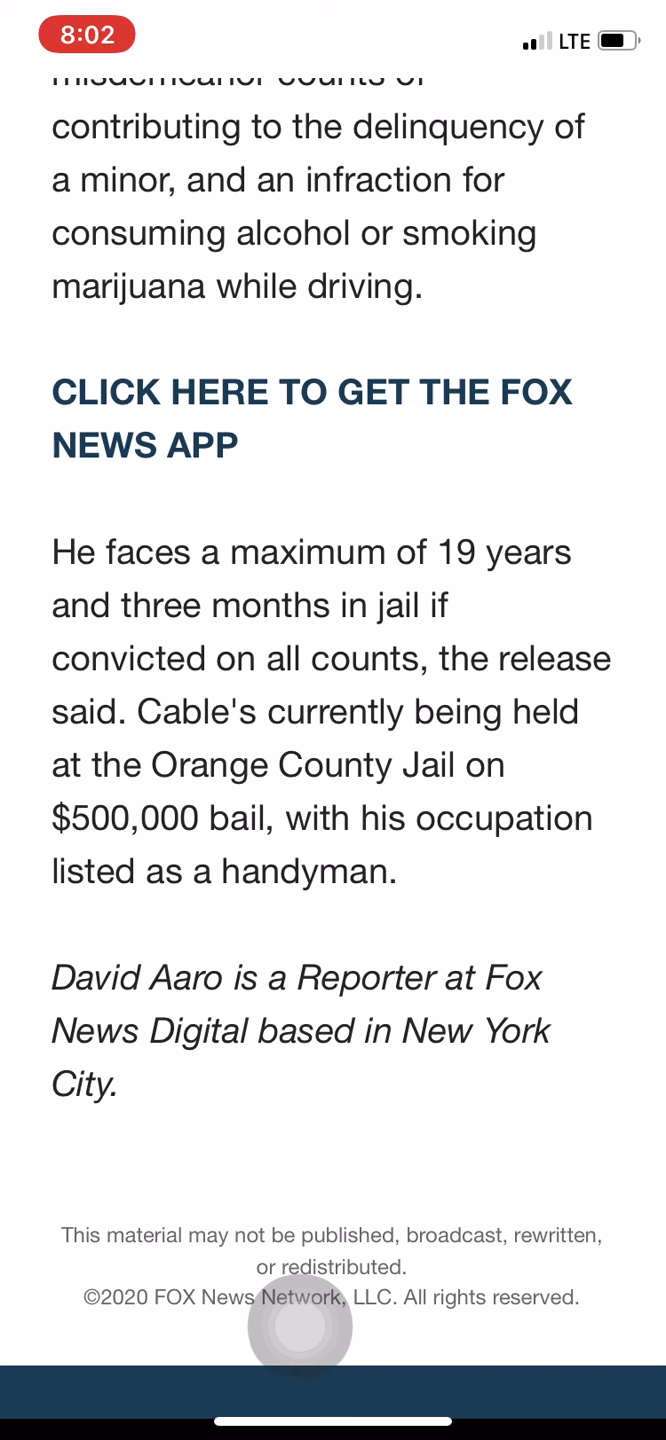 8:02
LTE
misdemeanor counts of
contributing to the delinquency of
a minor, and an infraction for
consuming alcohol or smoking
marijuana while driving.
CLICK HERE TO GET THE FOX
NEWS APP
He faces a maximum of 19 years
and three months in jail if
convicted on all counts, the release
said. Cable's currently being held
at the Orange County Jail on
$500,000 bail, with his occupation
listed as a handyman.
David Aaro is a Reporter at Fox
News Digital based in New York
City.
This material may not be published, broadcast, rewritten,
or redistributed.
©2020 FOX News Network, LLC. All rights reserved.